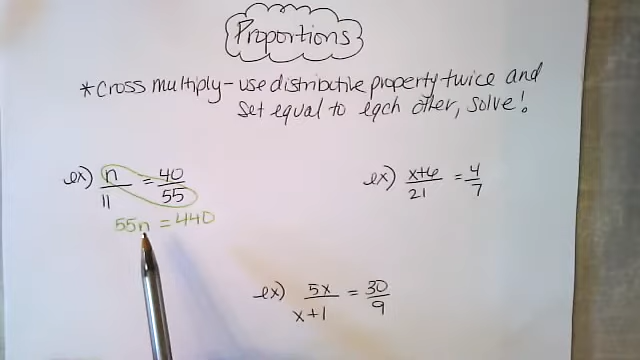 Proportions
*Cross multiply - use distributive property twice and
set equal to each other, solve!
ex) n/11 = 40/55
55n = 440
ex) x+6/21 = 4/7
ex) 5x/x+1 = 30/9